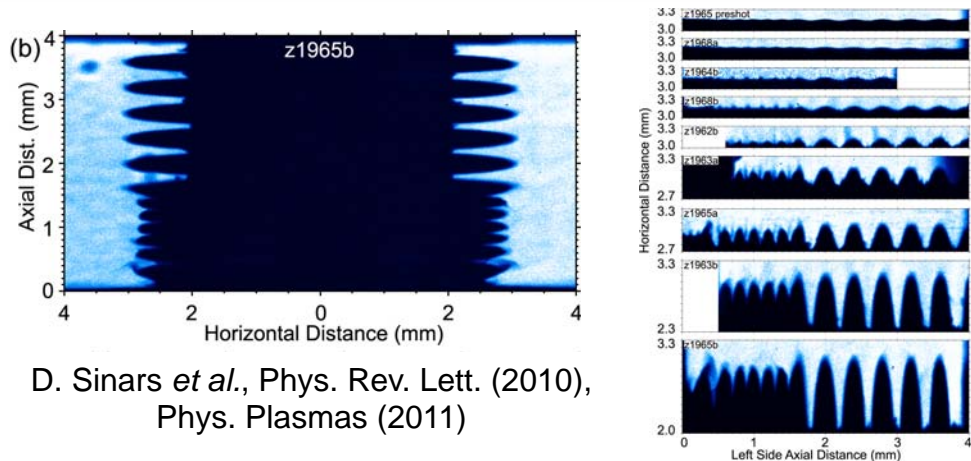 (b)
z1965b
Axial Dist. (mm)
4
3
2
1
0
4
2
0
2
4
Horizontal Distance (mm)
D. Sinars et al., Phys. Rev. Lett. (2010),
Phys. Plasmas (2011)
Horizontal Distance (mm)
3.3
z1965 preshot
3.0
3.3
z1968a
3.0
3.3
z1964b
3.0
3.3
z1968b
3.0
3.3
z1962b
3.0
3.3
z1963a
2.7
3.3
z1965a
2.7
3.3
z1963b
2.3
3.3
z1965b
2.0
0 1 2 3 4
Left Side Axial Distance (mm)